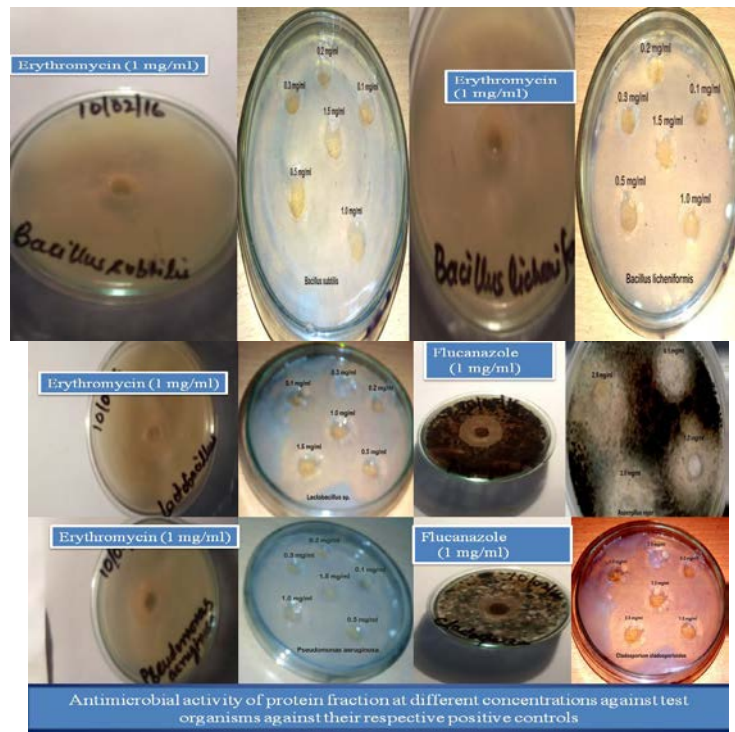 Erythromycin (1 mg/ml)
10/02/16
Bacillus subtilis
0.2 mg/ml
0.3 mg/ml
0.1 mg/ml
1.5 mg/ml
0.5 mg/ml
1.0 mg/ml
Bacillus subtilis
Erythromycin
(1 mg/ml)
Bacillus licheni
0.2 mg/ml
0.3 mg/ml
0.1 mg/ml
1.5 mg/ml
0.5 mg/ml
1.0 mg/ml
Bacillus licheniformis
Erythromycin (1 mg/ml)
Lactobacillus
0.3 mg/ml
0.1 mg/ml
0.2 mg/ml
1.0 mg/ml
1.5 mg/ml
0.5 mg/ml
Lactobacillus sp.
Flucanazole
(1 mg/ml)
Erythromycin (1 mg/ml)
Pseudomonas
0.2 mg/ml
0.3 mg/ml
0.1 mg/ml
1.5 mg/ml
1.0 mg/ml
0.5 mg/ml
Pseudomonas aeruginosa.
Flucanazole
(1 mg/ml)
Cladosporium cladosporioides
Antimicrobial activity of protein fraction at different concentrations against test
organisms against their respective positive controls